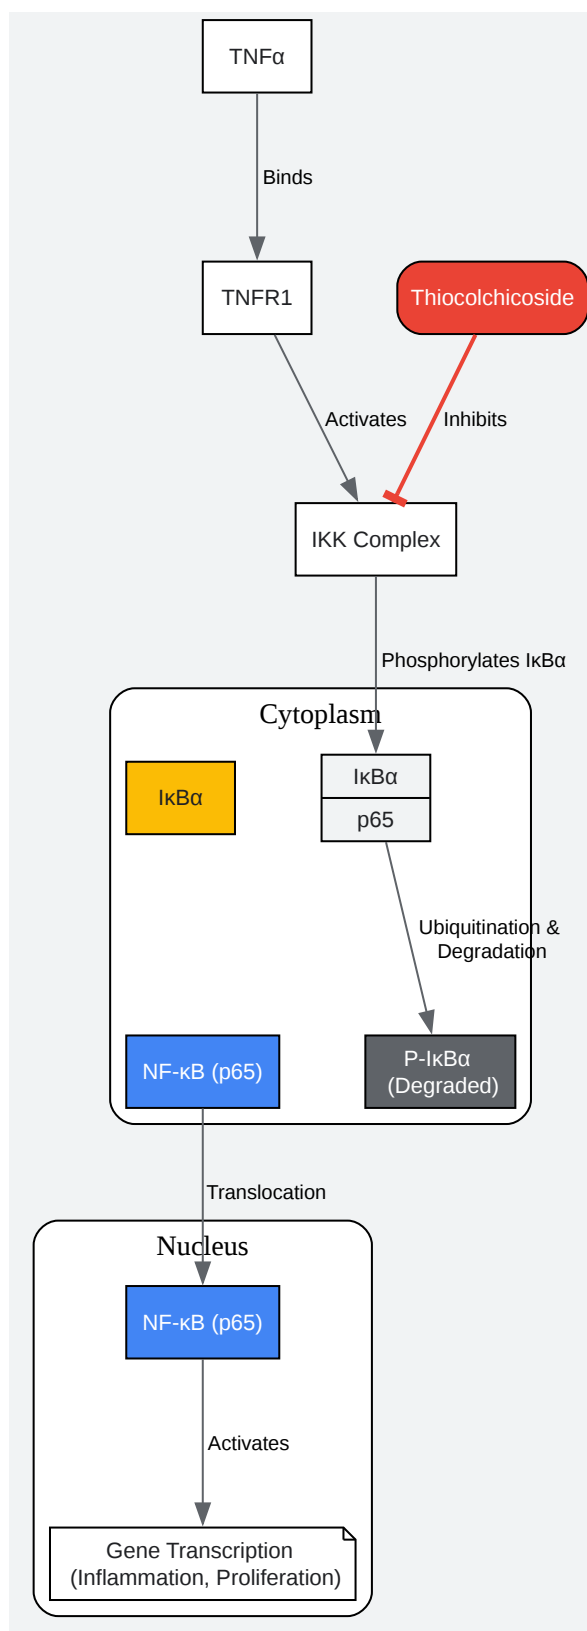 TNFα
Binds
TNFR1
Thiocolchicoside
Activates
Inhibits
IKK Complex
Phosphorylates IκBα
Cytoplasm
IκBα
IκBα
p65
Ubiquitination &
Degradation
NF-κB (p65)
P-IκBα
(Degraded)
Translocation
Nucleus
NF-κB (p65)
Activates
Gene Transcription
(Inflammation, Proliferation)